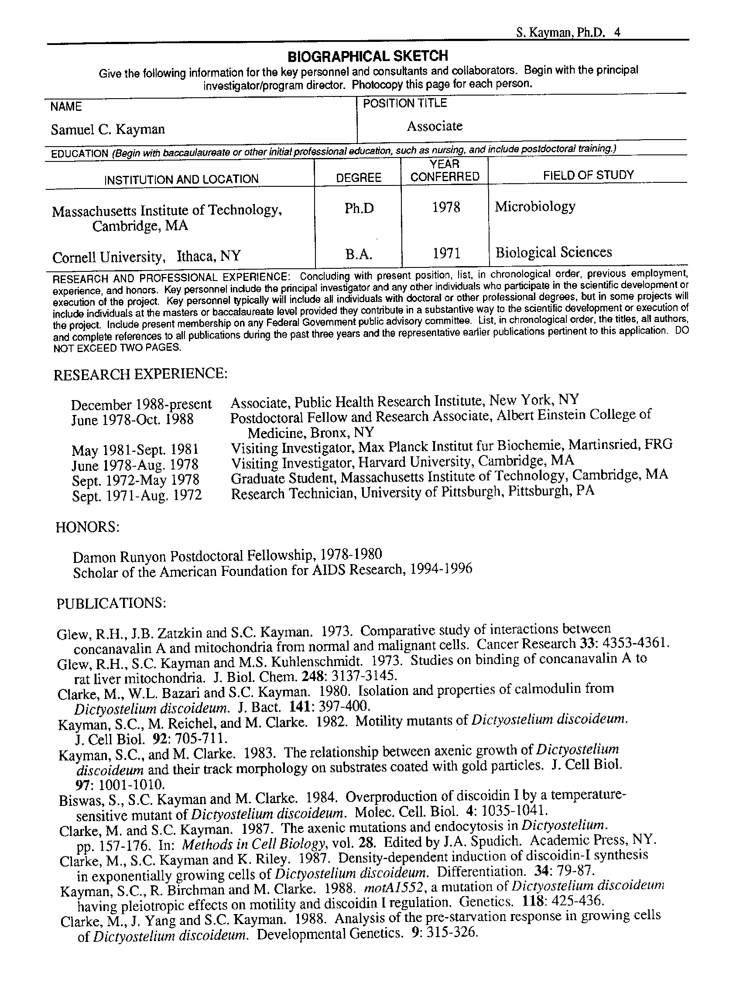 S. Kayman, Ph.D. 4
BIOGRAPHICAL SKETCH
Give the following information for the key personnel and consultants and collaborators. Begin with the principal
investigator/program director. Photocopy this page for each person.
NAME
POSITION TITLE
Samuel C. Kayman
Associate
EDUCATION (Begin with baccaulaureate or other initial professional education, such as nursing, and include postdoctoral training.)
INSTITUTION AND LOCATION
DEGREE
YEAR
CONFERRED
FIELD OF STUDY
Massachusetts Institute of Technology,
Cambridge, MA
Ph.D
1978
Microbiology
Cornell University, Ithaca, NY
B.A.
1971
Biological Sciences
RESEARCH AND PROFESSIONAL EXPERIENCE: Concluding with present position, list, in chronological order, previous employment,
experience, and honors. Key personnel include the principal investigator and any other individuals who participate in the scientific development or
execution of the project. Key personnel typically will include all individuals with doctoral or other professional degrees, but in some projects will
include individuals at the masters or baccalaureate level provided they contribute in a substantive way to the scientific development or execution of
the project. Include present membership on any Federal Government public advisory committee. List, in chronological order, the titles, all authors,
and complete references to all publications during the past three years and the representative earlier publications pertinent to this application. DO
NOT EXCEED TWO PAGES.
RESEARCH EXPERIENCE:
December 1988-present Associate, Public Health Research Institute, New York, NY
June 1978-Oct. 1988 Postdoctoral Fellow and Research Associate, Albert Einstein College of
Medicine, Bronx, NY
May 1981-Sept. 1981 Visiting Investigator, Max Planck Institut fur Biochemie, Martinsried, FRG
June 1978-Aug. 1978 Visiting Investigator, Harvard University, Cambridge, MA
Sept. 1972-May 1978 Graduate Student, Massachusetts Institute of Technology, Cambridge, MA
Sept. 1971-Aug. 1972 Research Technician, University of Pittsburgh, Pittsburgh, PA
HONORS:
Damon Runyon Postdoctoral Fellowship, 1978-1980
Scholar of the American Foundation for AIDS Research, 1994-1996
PUBLICATIONS:
Glew, R.H., J.B. Zatzkin and S.C. Kayman. 1973. Comparative study of interactions between
concanavalin A and mitochondria from normal and malignant cells. Cancer Research 33: 4353-4361.
Glew, R.H., S.C. Kayman and M.S. Kuhlenschmidt. 1973. Studies on binding of concanavalin A to
rat liver mitochondria. J. Biol. Chem. 248: 3137-3145.
Clarke, M., W.L. Bazari and S.C. Kayman. 1980. Isolation and properties of calmodulin from
Dictyostelium discoideum. J. Bact. 141: 397-400.
Kayman, S.C., M. Reichel, and M. Clarke. 1982. Motility mutants of Dictyostelium discoideum.
J. Cell Biol. 92: 705-711.
Kayman, S.C., and M. Clarke. 1983. The relationship between axenic growth of Dictyostelium
discoideum and their track morphology on substrates coated with gold particles. J. Cell Biol.
97: 1001-1010.
Biswas, S., S.C. Kayman and M. Clarke. 1984. Overproduction of discoidin I by a temperature-
sensitive mutant of Dictyostelium discoideum. Molec. Cell. Biol. 4: 1035-1041.
Clarke, M. and S.C. Kayman. 1987. The axenic mutations and endocytosis in Dictyostelium.
pp. 157-176. In: Methods in Cell Biology, vol. 28. Edited by J.A. Spudich. Academic Press, NY.
Clarke, M., S.C. Kayman and K. Riley. 1987. Density-dependent induction of discoidin-I synthesis
in exponentially growing cells of Dictyostelium discoideum. Differentiation. 34: 79-87.
Kayman, S.C., R. Birchman and M. Clarke. 1988. motA1552, a mutation of Dictyostelium discoideum
having pleiotropic effects on motility and discoidin I regulation. Genetics. 118: 425-436.
Clarke, M., J. Yang and S.C. Kayman. 1988. Analysis of the pre-starvation response in growing cells
of Dictyostelium discoideum. Developmental Genetics. 9: 315-326.